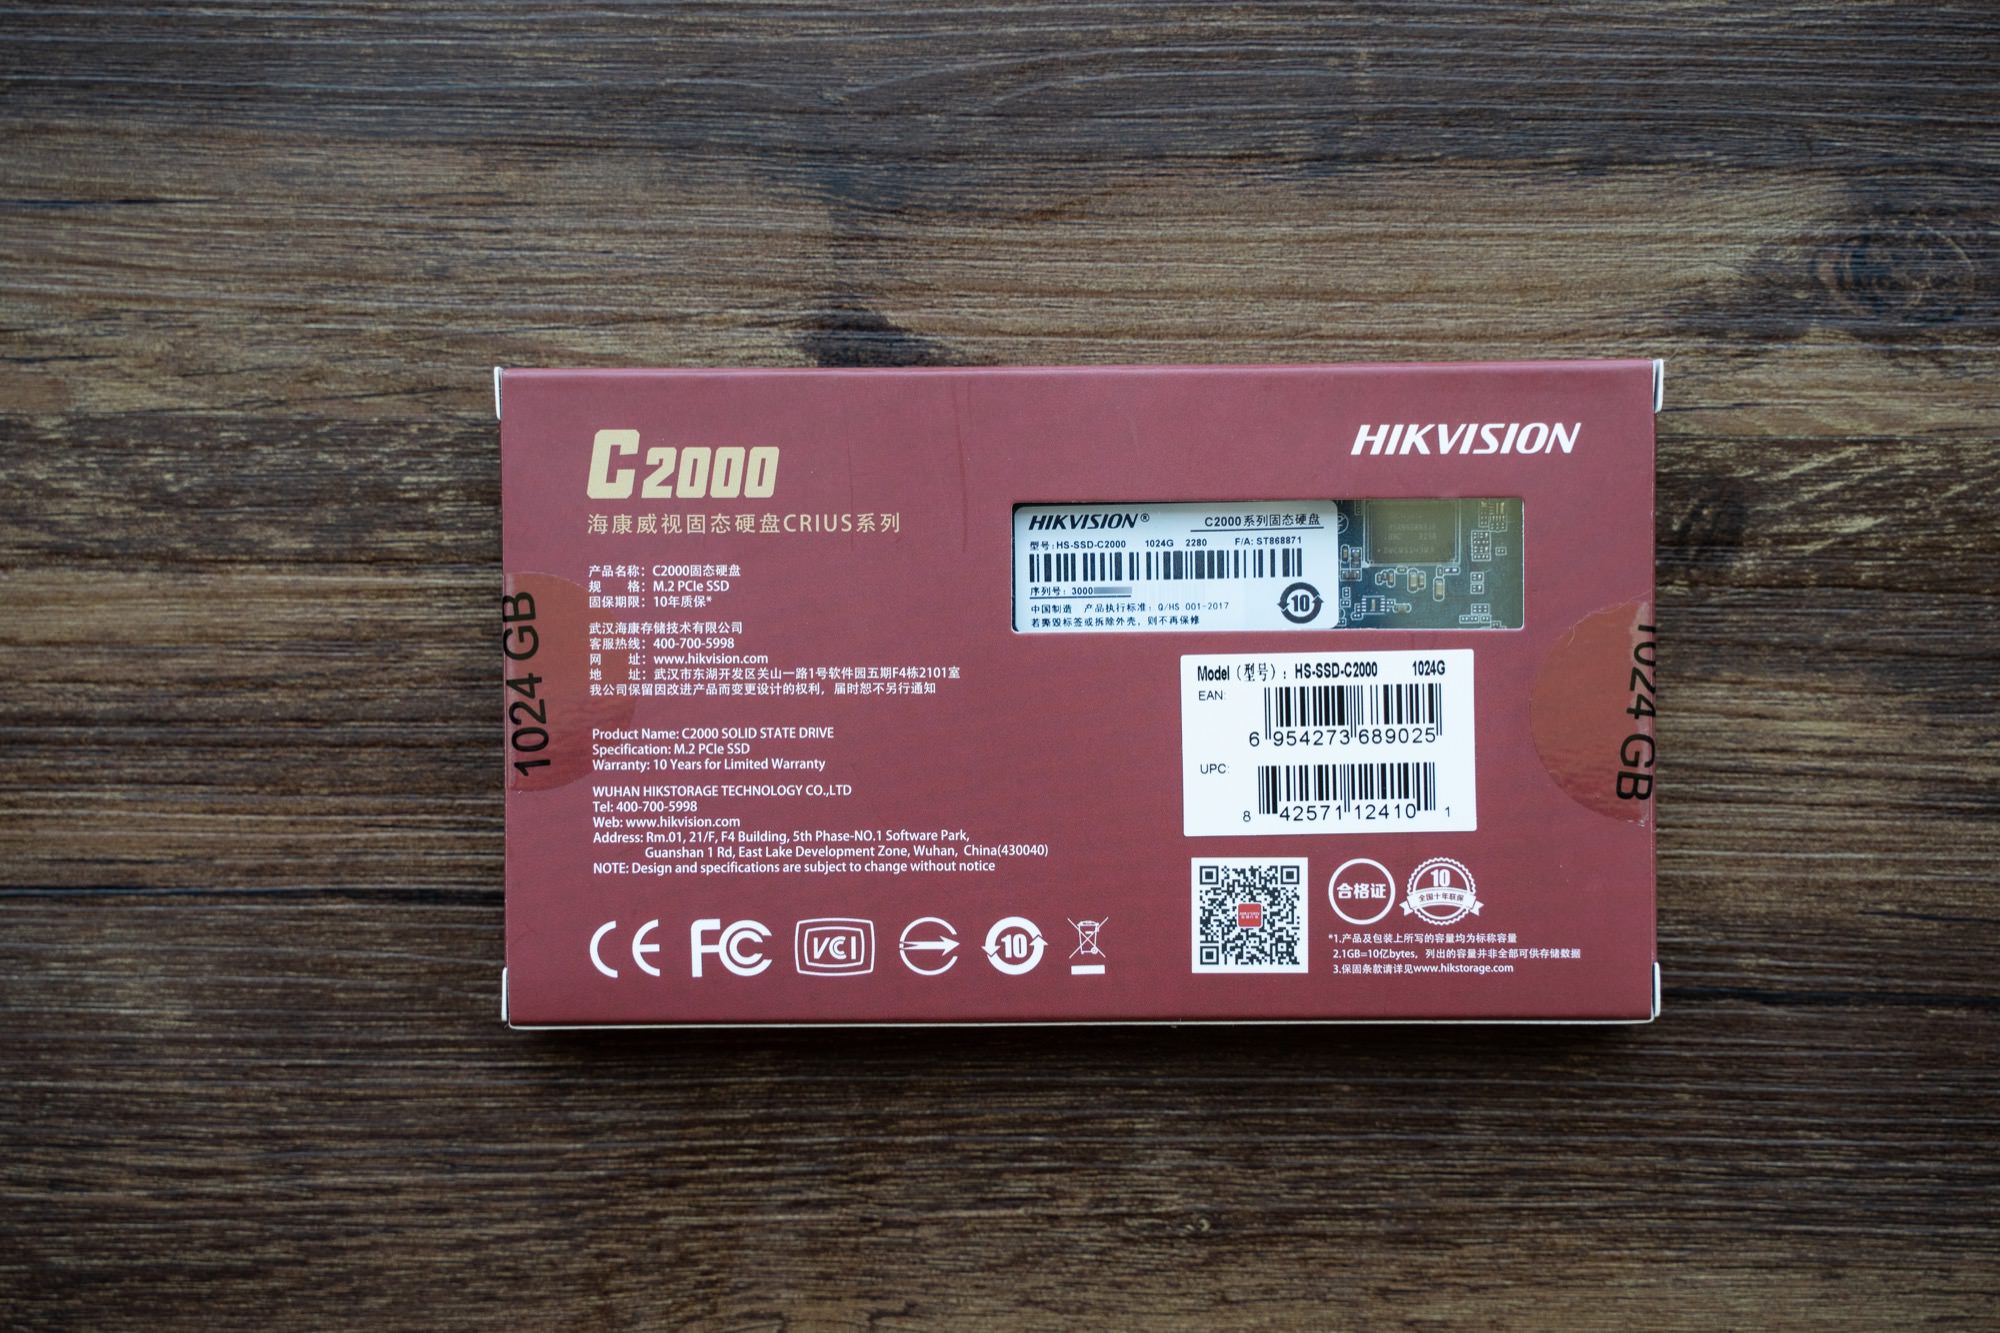 C2000
海康威视固态硬盘CRIUS系列
产品名称：C2000固态硬盘
规 格：M.2 PCIe SSD
固保期限：10年质保*
武汉海康存储技术有限公司
客服热线：400-700-5998
网 址：www.hikvision.com
地 址：武汉市东湖开发区关山一路1号软件园五期F4栋2101室
我公司保留因改进产品而变更设计的权利，届时恕不另行通知
Product Name: C2000 SOLID STATE DRIVE
Specification: M.2 PCIe SSD
Warranty: 10 Years for Limited Warranty
WUHAN HIKSTORAGE TECHNOLOGY CO.,LTD
Tel: 400-700-5998
Web: www.hikvision.com
Address: Rm.01, 21/F, F4 Building, 5th Phase-NO.1 Software Park,
Guanshan 1 Rd, East Lake Development Zone, Wuhan, China(430040)
NOTE: Design and specifications are subject to change without notice
CE FC VCI 10
1024 GB
HIKVISION
HIKVISION® C2000系列固态硬盘
型号：HS-SSD-C2000 1024G 2280 F/A: ST868871
序列号：3000
中国制造 产品执行标准：Q/HS 001-2017
若撕毁标签或拆除外壳，则不再保修
10
Model（型号）：HS-SSD-C2000 1024G
EAN:
6 954273 689025
UPC:
8 42571 12410 1
合格证
10
全国十年联保
*1.产品及包装上所写的容量均为标称容量
2.1GB=10亿bytes，列出的容量并非全部可供存储数据
3.保固条款请详见www.hikstorage.com
1024 GB